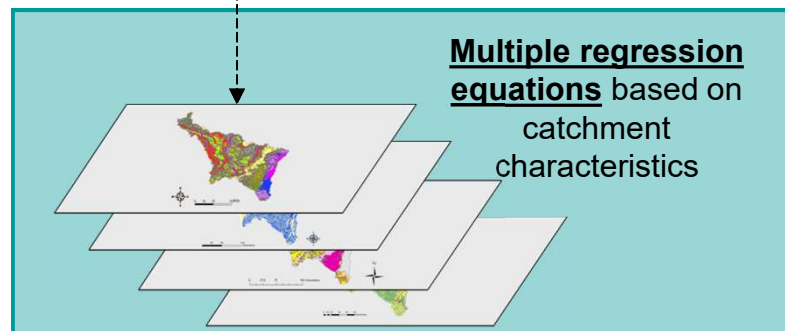 Multiple regression
equations based on
catchment
characteristics